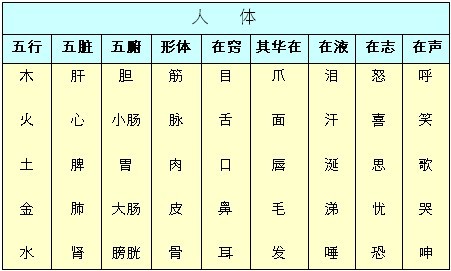 人 体
五行 五脏 五腑 形体 在窍 其华在 在液 在志 在声
木 肝 胆 筋 目 爪 泪 怒 呼
火 心 小肠 脉 舌 面 汗 喜 笑
土 脾 胃 肉 口 唇 涎 思 歌
金 肺 大肠 皮 鼻 毛 涕 忧 哭
水 肾 膀胱 骨 耳 发 唾 恐 呻